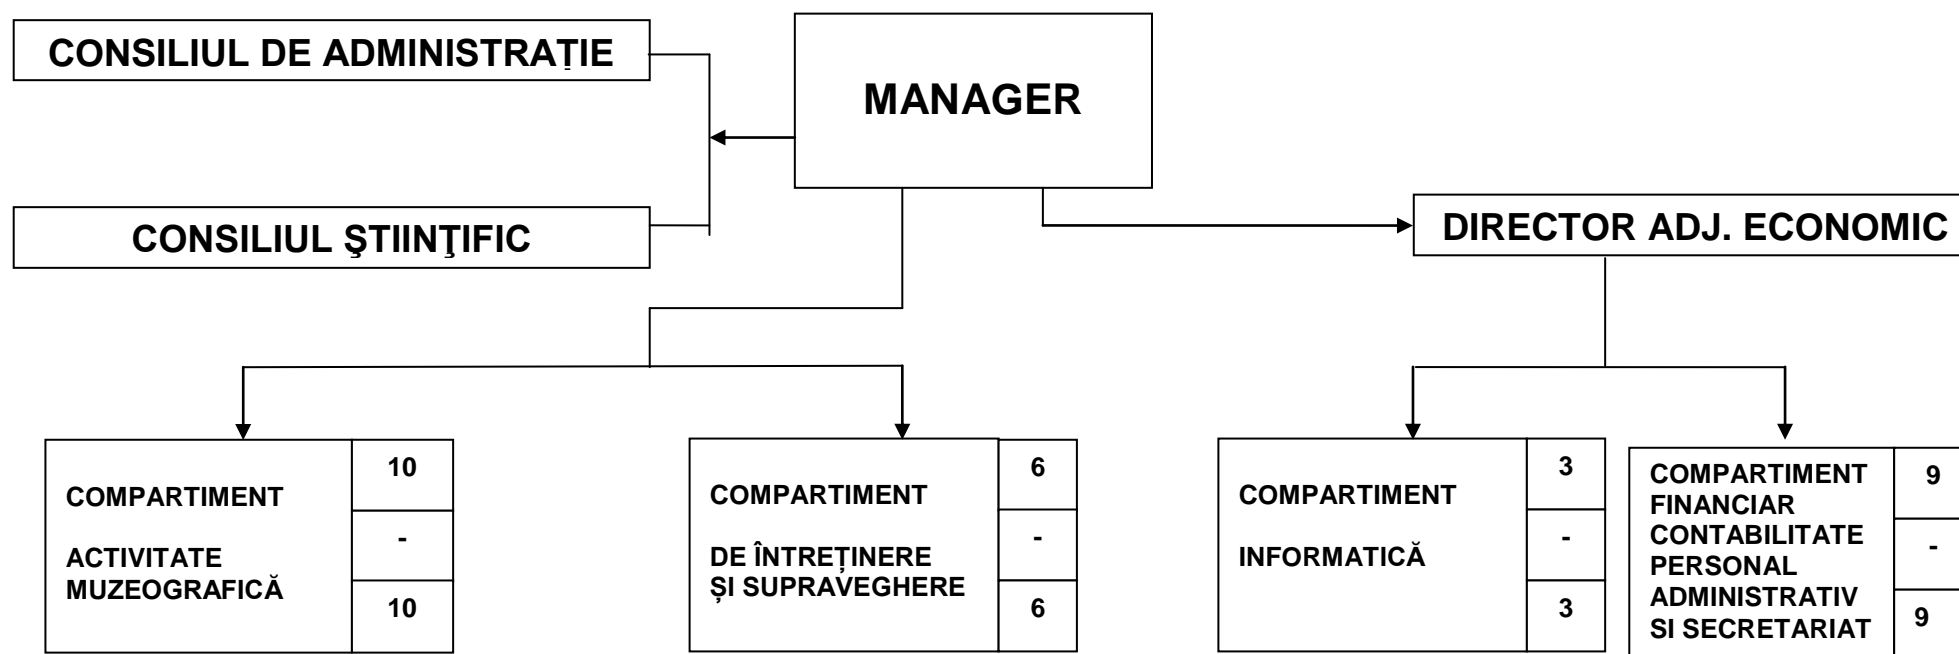 CONSILIUL DE ADMINISTRAȚIE
MANAGER
CONSILIUL ŞTIINŢIFIC
DIRECTOR ADJ. ECONOMIC
COMPARTIMENT
ACTIVITATE
MUZEOGRAFICĂ
10
-
10
COMPARTIMENT
DE ÎNTREȚINERE
ȘI SUPRAVEGHERE
6
-
6
COMPARTIMENT
INFORMATICĂ
3
-
3
COMPARTIMENT
FINANCIAR
CONTABILITATE
PERSONAL
ADMINISTRATIV
SI SECRETARIAT
9
-
9